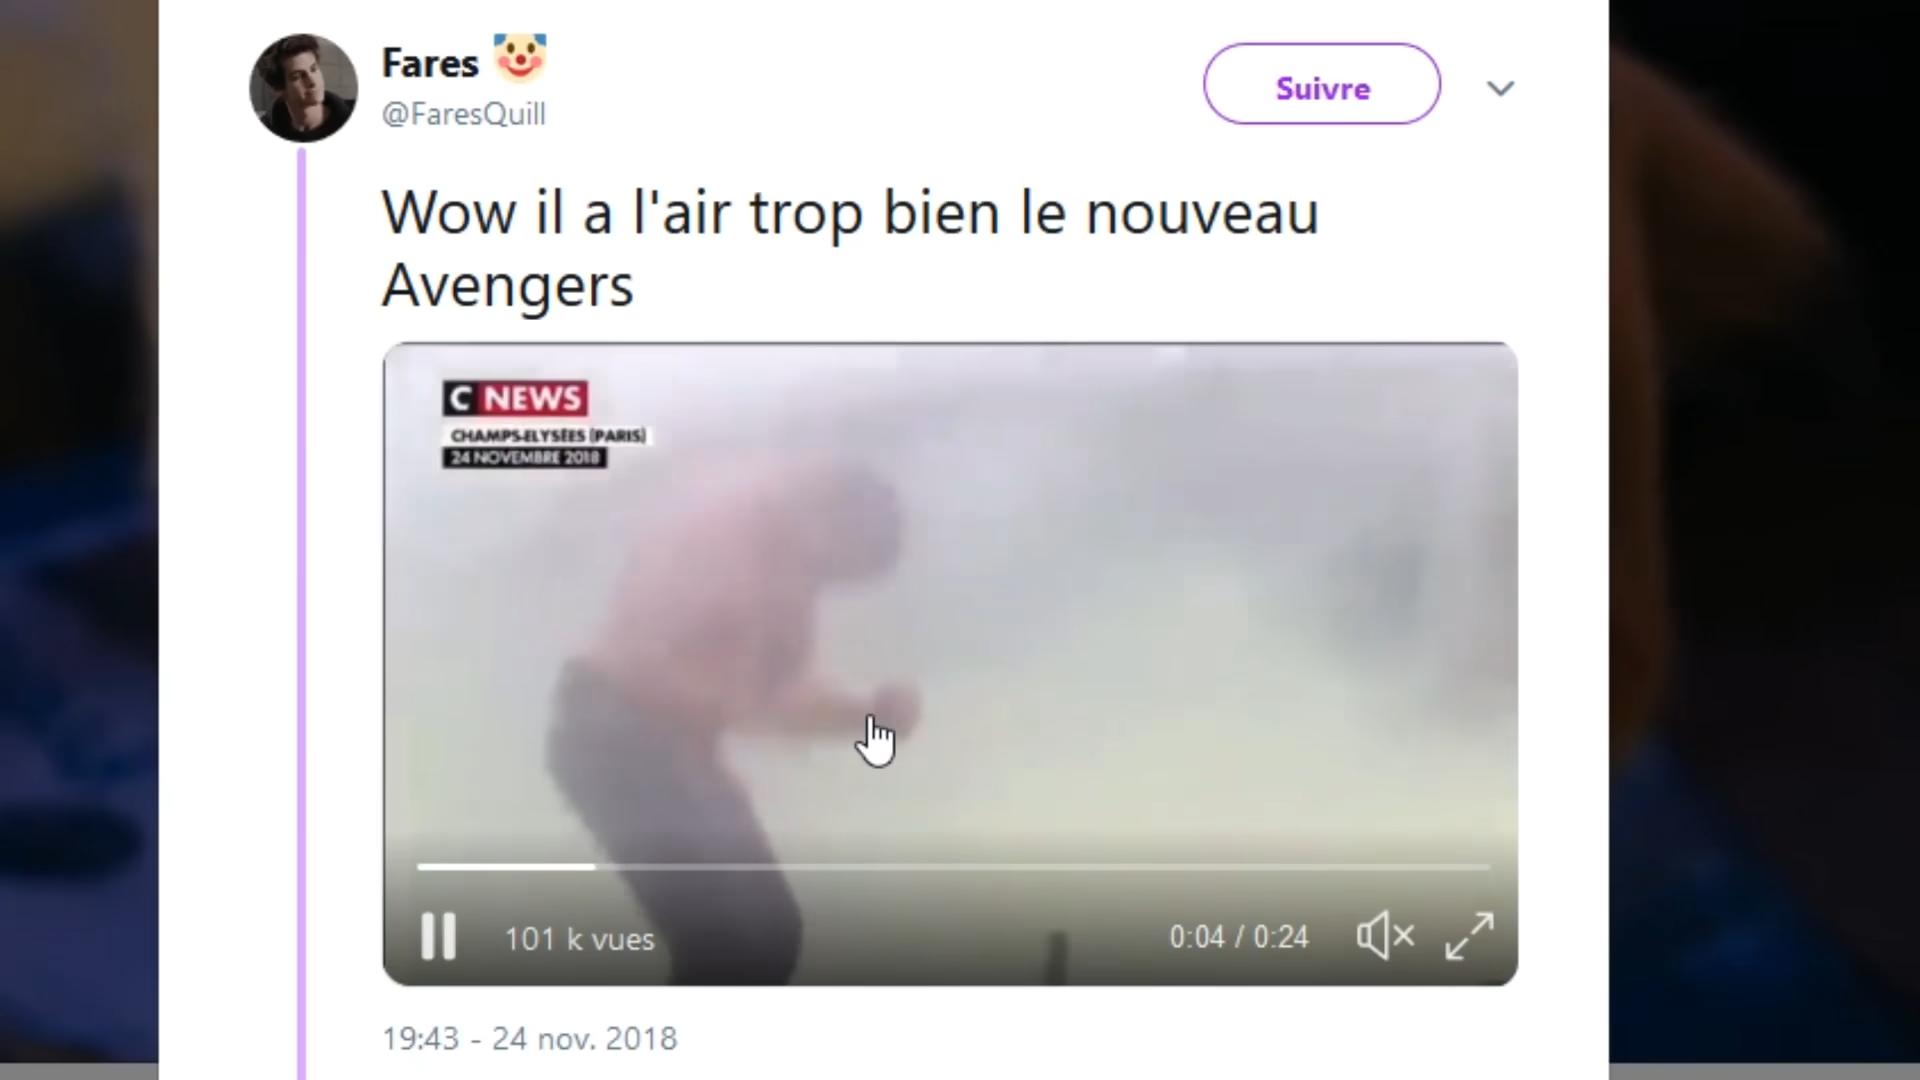 Fares 🤡
@FaresQuill
Suivre
Wow il a l'air trop bien le nouveau
Avengers
C NEWS
CHAMPS-ELYSÉES (PARIS)
24 NOVEMBRE 2018
101 k vues
0:04 / 0:24
19:43 - 24 nov. 2018